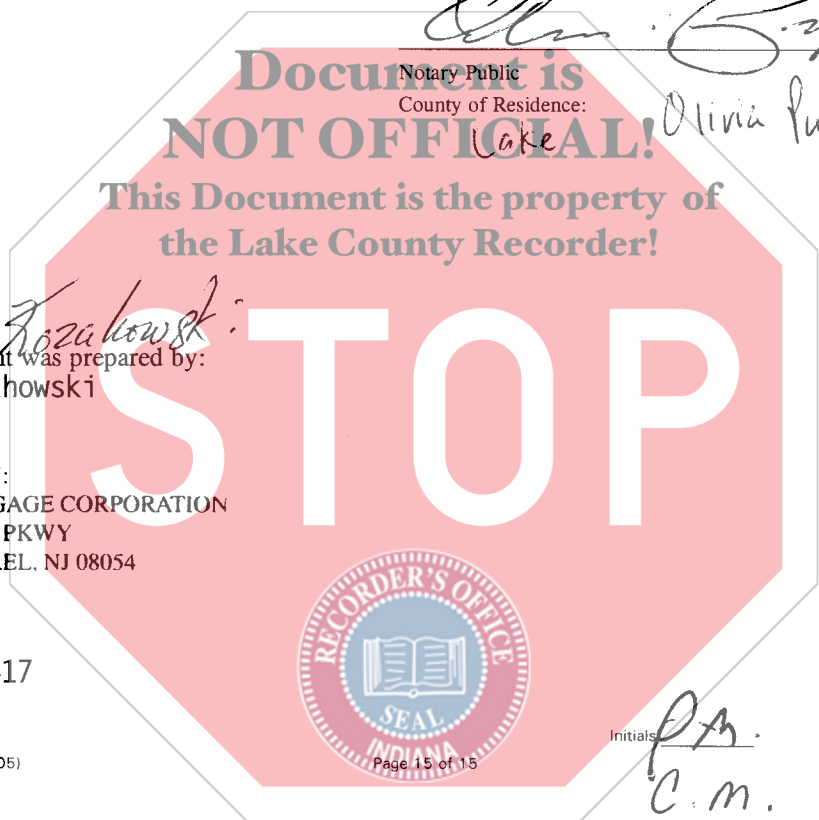 Document is
Notary Public
NOT OFFICIAL!
County of Residence:
Lake
Olivia
This Document is the property of
the Lake County Recorder!
t was prepared by:
howski
STOP
:
GAGE CORPORATION
PKWY
EL, NJ 08054
RECORDER'S OFFICE
SEAL
INDIANA
17
Initials
P.M.
C.M.
05)
Page 15 of 15